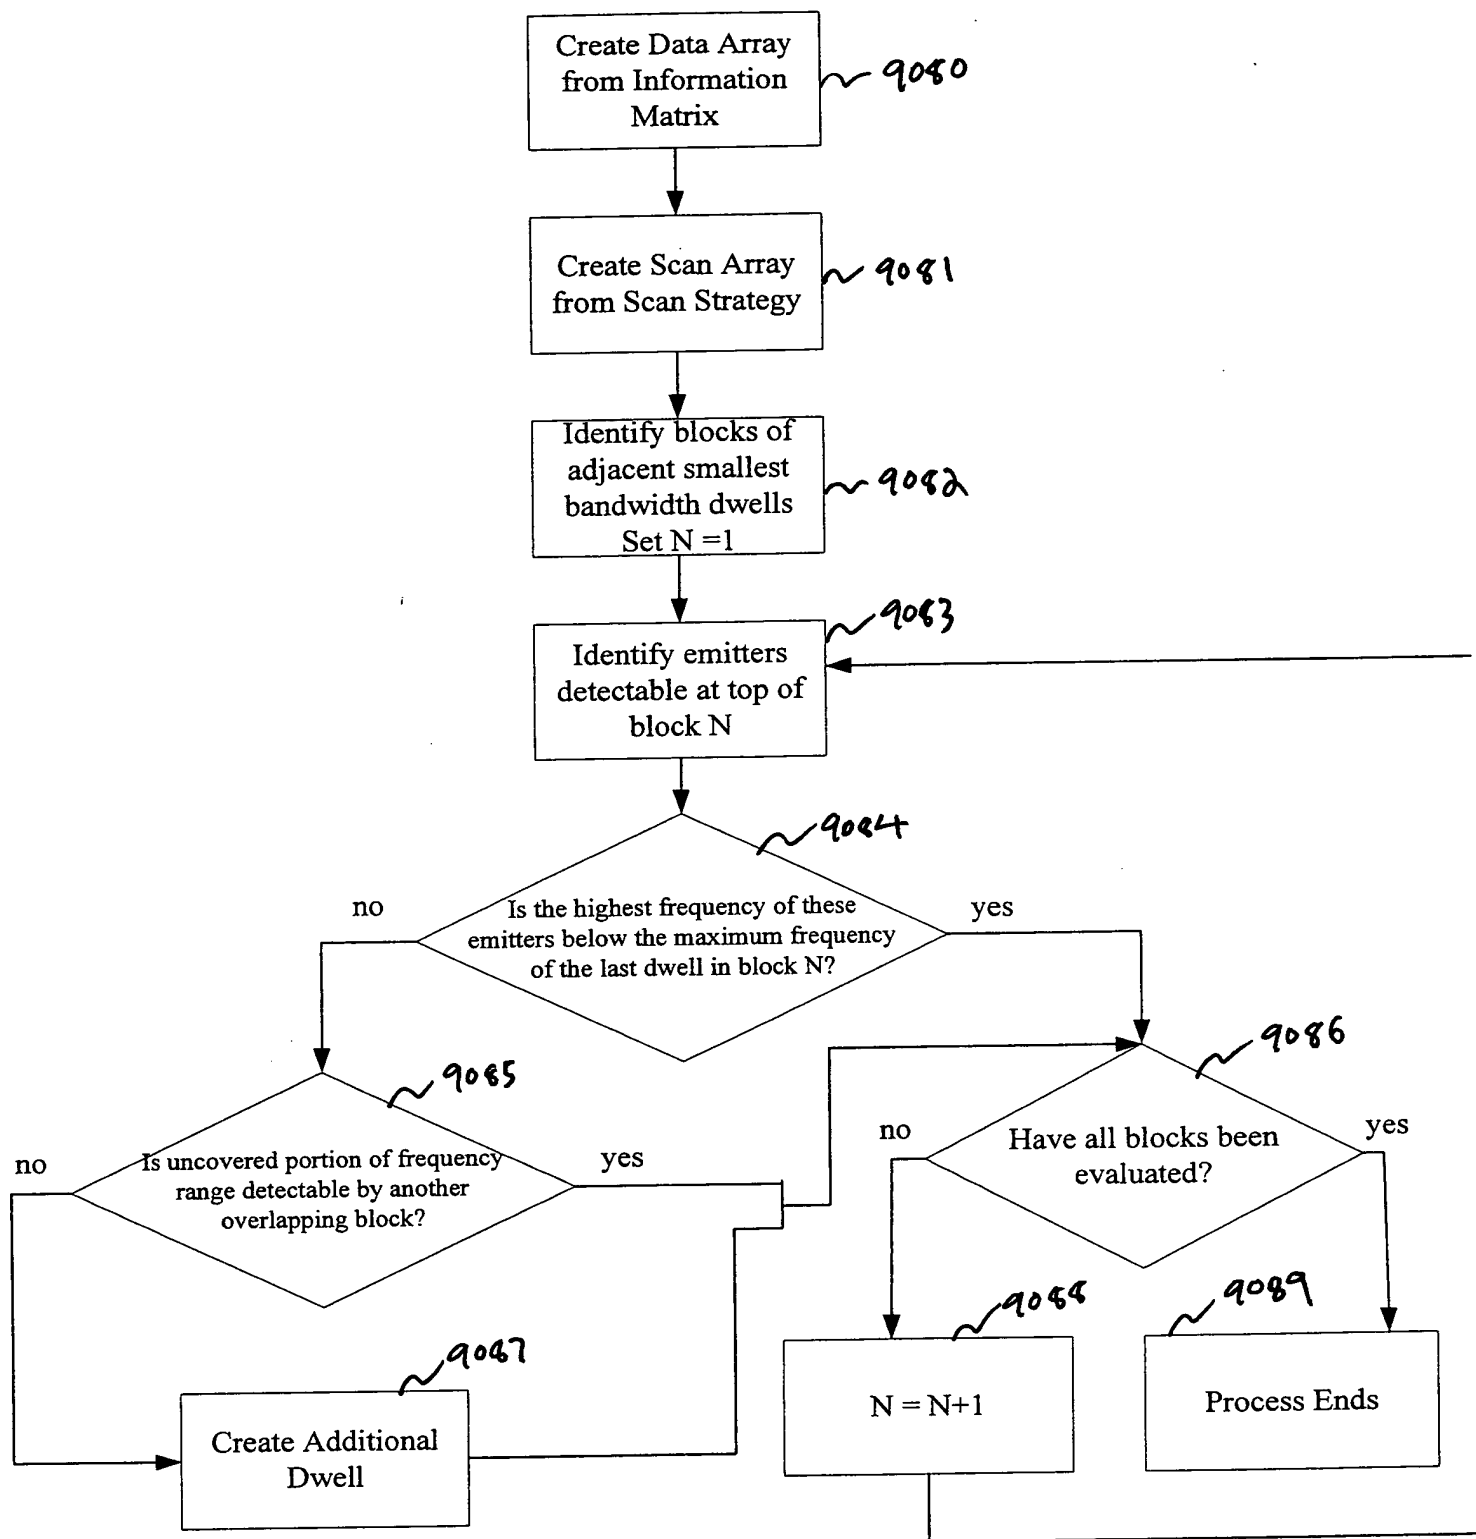 Create Data Array
from Information
Matrix
9080
Create Scan Array
from Scan Strategy
9081
Identify blocks of
adjacent smallest
bandwidth dwells
Set N =1
9082
Identify emitters
detectable at top of
block N
9083
9084
no
yes
Is the highest frequency of these
emitters below the maximum frequency
of the last dwell in block N?
9085
no
yes
Is uncovered portion of frequency
range detectable by another
overlapping block?
9086
no
yes
Have all blocks been
evaluated?
9087
Create Additional
Dwell
9088
N = N+1
9089
Process Ends